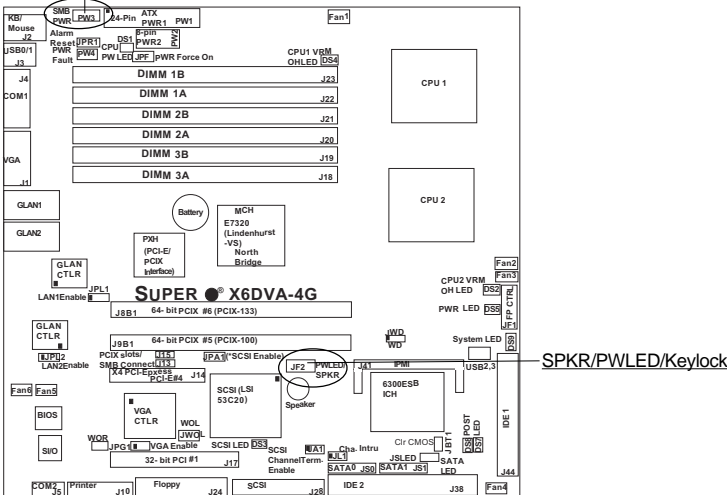 KB/
Mouse
J2
SMB
PWR
PW3
24-Pin
ATX
PWR1
PW1
Fan1
USB0/1
J3
Alarm
Reset
JPR1
PWR
Fault
PW4
DS1
CPU
PW LED
8-pin
PWR2
PW2
JPF
PWR Force On
CPU1 VRM
OHLED
DS4
J4
COM1
DIMM 1B
J23
DIMM 1A
J22
DIMM 2B
J21
DIMM 2A
J20
DIMM 3B
J19
DIMM 3A
J18
CPU 1
VGA
J1
GLAN1
GLAN2
Battery
MCH
E7320
(Lindenhurst
-VS)
North
Bridge
PXH
(PCI-E/
PCIX
Interface)
CPU 2
GLAN
CTLR
JPL1
LAN1Enable
Fan2
Fan3
CPU2 VRM
OH LED
DS2
PWR LED
DS5
FP CTRL
JF1
SUPER ® X6DVA-4G
J8B1
64- bit PCIX #6 (PCIX-133)
GLAN
CTLR
JPL2
LAN2Enable
J9B1
64- bit PCIX #5 (PCIX-100)
WD
WD
System LED
DS9
PCIX slots/
SMB Connect
J15
J13
JPA1
(*SCSI Enable)
JF2
PWLED/
SPKR
J41
IPMI
USB2,3
SPKR/PWLED/Keylock
X4 PCI-Epxess
PCI-E#4
J14
Fan6
Fan5
SCSI (LSI
53C20)
Speaker
6300ESB
ICH
BIOS
VGA
CTLR
WOL
JWOL
IDE 1
SI/O
WOR
JPG1
VGA Enable
SCSI LED
DS3
SCSI
ChannelTerm.
Enable
JA1
Cha. Intru
JL1
Clr CMOS
JBT1
JSLED
SATA
LED
POST
LED
DS8
DS7
32- bit PCI #1
J17
SATA0
JS0
SATA1
JS1
J44
COM2
J5
Printer
J10
Floppy
J24
SCSI
J28
IDE 2
J38
Fan4